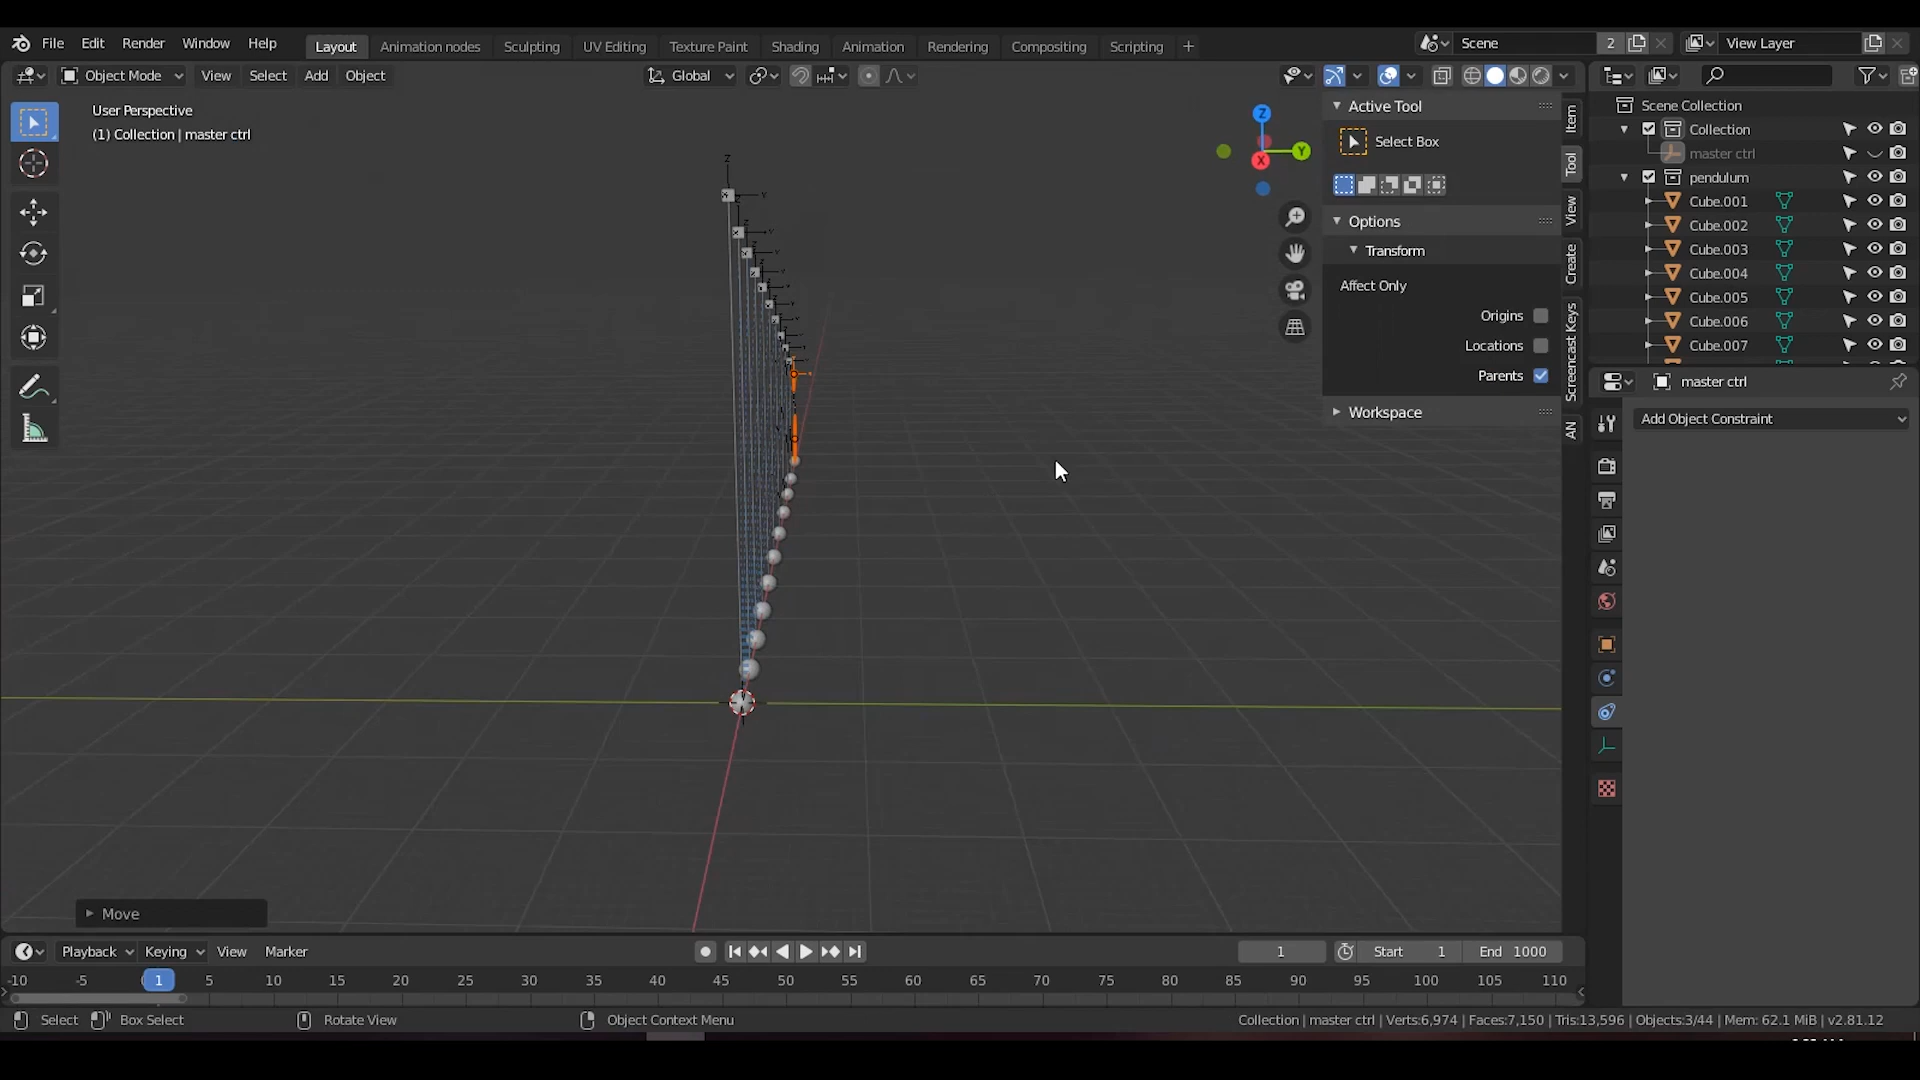 File Edit Render Window Help Layout Animation nodes Sculpting UV Editing Texture Paint Shading Animation Rendering Compositing Scripting + Scene 2 View Layer
Object Mode View Select Add Object Global
User Perspective
(1) Collection | master ctrl
Z
Y
X
Active Tool
Select Box
Options
Transform
Affect Only
Origins
Locations
Parents
Workspace
Item
Tool
View
Create
Screencast Keys
AN
Scene Collection
Collection
master ctrl
pendulum
Cube.001
Cube.002
Cube.003
Cube.004
Cube.005
Cube.006
Cube.007
master ctrl
Add Object Constraint
Move
Playback Keying View Marker 1 Start 1 End 1000
-10 -5 1 5 10 15 20 25 30 35 40 45 50 55 60 65 70 75 80 85 90 95 100 105 110
Select Box Select Rotate View Object Context Menu Collection | master ctrl | Verts:6,974 | Faces:7,150 | Tris:13,596 | Objects:3/44 | Mem: 62.1 MiB | v2.81.12